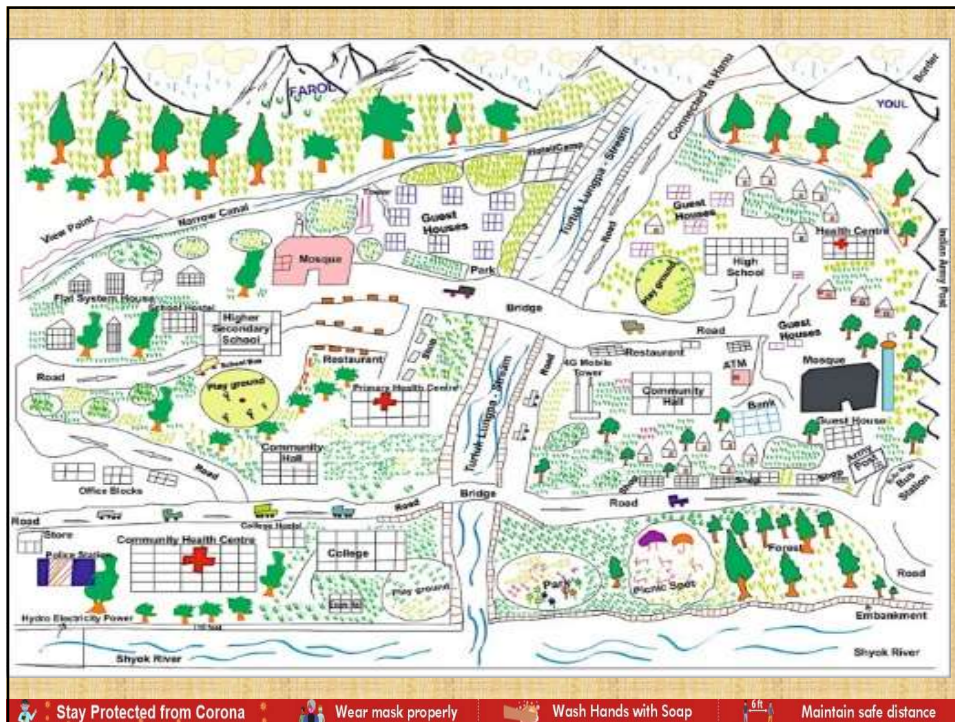 FAROL
YOUL
Border
Connected to Hanu
Hotel/Camp
Tutuk Lungpa - Stream
Road
View Point
Narrow Canal
Tower
Guest
Houses
Guest
Houses
Health Centre
Mosque
Park
High
School
Play ground
Indian Army Post
Flat System House
School Hostel
Higher
Secondary
School
Bridge
Road
Guest
Houses
School Bus
Restaurant
Shop
Road
Restaurant
ATM
Mosque
Road
Play ground
Primary Health Centre
Turtuk Lungpa - Stream
4G Mobile
Tower
Community
Hall
Bank
Guest House
Community
Hall
Road
Office Blocks
Bridge
Shop
Shop
Shop
Army
Post
Bus
Station
Road
Road
Road
Store
Police Station
Community Health Centre
College Hostel
College
Play ground
Park
Picnic Spot
Forest
Road
Hydro Electricity Power
Embankment
Shyok River
Shyok River
Stay Protected from Corona
Wear mask properly
Wash Hands with Soap
6ft
Maintain safe distance